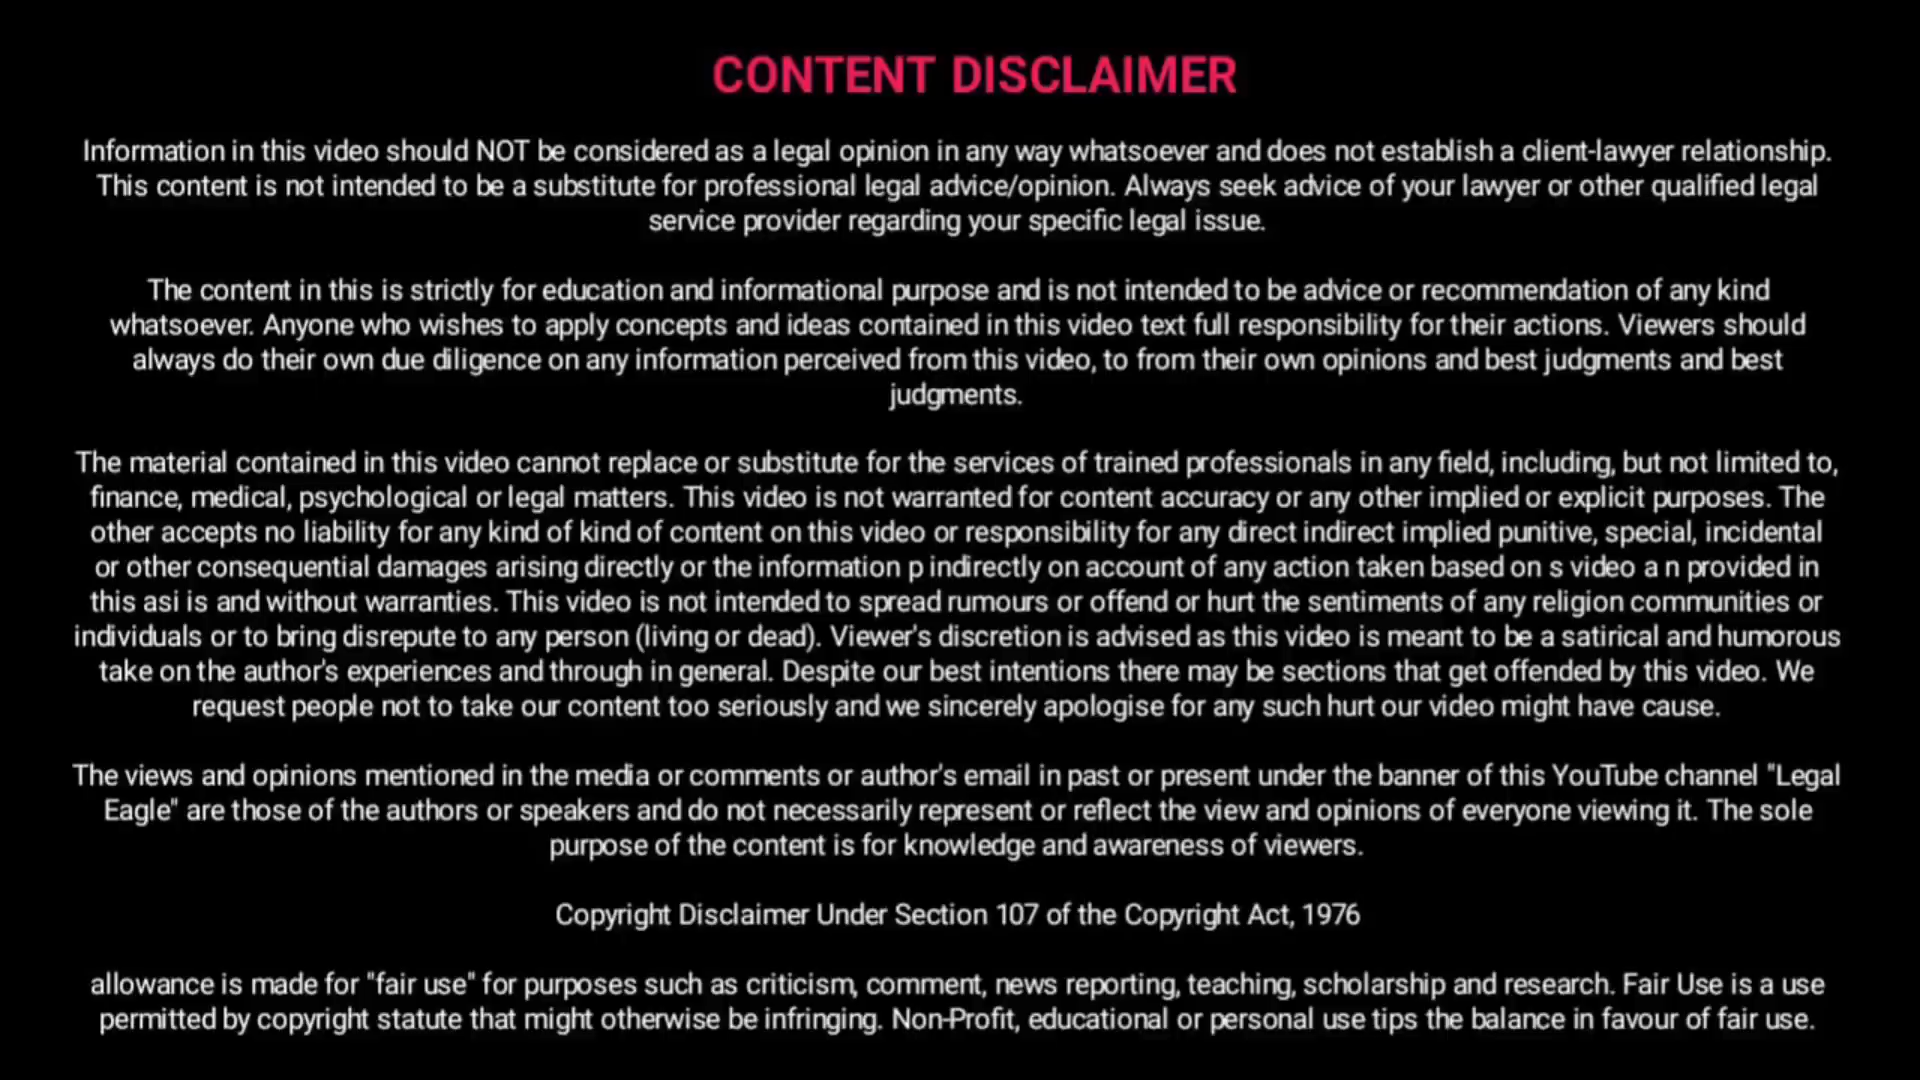 CONTENT DISCLAIMER
Information in this video should NOT be considered as a legal opinion in any way whatsoever and does not establish a client-lawyer relationship.
This content is not intended to be a substitute for professional legal advice/opinion. Always seek advice of your lawyer or other qualified legal
service provider regarding your specific legal issue.
The content in this is strictly for education and informational purpose and is not intended to be advice or recommendation of any kind
whatsoever. Anyone who wishes to apply concepts and ideas contained in this video text full responsibility for their actions. Viewers should
always do their own due diligence on any information perceived from this video, to from their own opinions and best judgments and best
judgments.
The material contained in this video cannot replace or substitute for the services of trained professionals in any field, including, but not limited to,
finance, medical, psychological or legal matters. This video is not warranted for content accuracy or any other implied or explicit purposes. The
other accepts no liability for any kind of kind of content on this video or responsibility for any direct indirect implied punitive, special, incidental
or other consequential damages arising directly or the information p indirectly on account of any action taken based on s video a n provided in
this asi is and without warranties. This video is not intended to spread rumours or offend or hurt the sentiments of any religion communities or
individuals or to bring disrepute to any person (living or dead). Viewer's discretion is advised as this video is meant to be a satirical and humorous
take on the author's experiences and through in general. Despite our best intentions there may be sections that get offended by this video. We
request people not to take our content too seriously and we sincerely apologise for any such hurt our video might have cause.
The views and opinions mentioned in the media or comments or author's email in past or present under the banner of this YouTube channel "Legal
Eagle" are those of the authors or speakers and do not necessarily represent or reflect the view and opinions of everyone viewing it. The sole
purpose of the content is for knowledge and awareness of viewers.
Copyright Disclaimer Under Section 107 of the Copyright Act, 1976
allowance is made for "fair use" for purposes such as criticism, comment, news reporting, teaching, scholarship and research. Fair Use is a use
permitted by copyright statute that might otherwise be infringing. Non-Profit, educational or personal use tips the balance in favour of fair use.